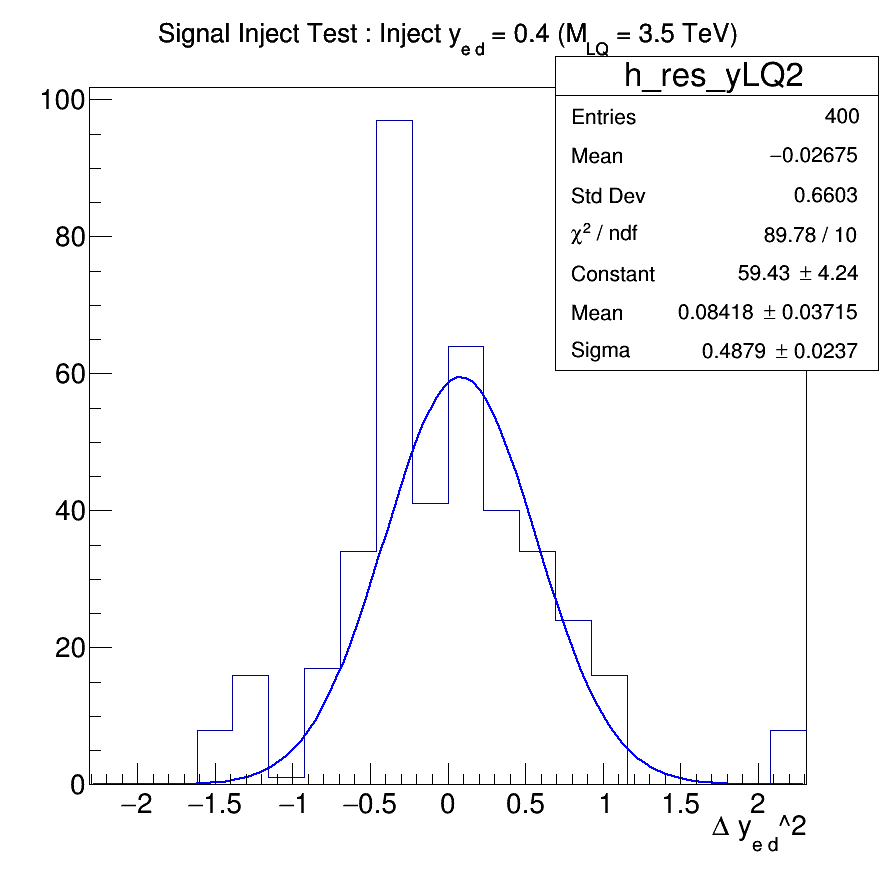 Signal Inject Test : Inject y_{e d} = 0.4 (M_{LQ} = 3.5 TeV)
h_res_yLQ2
Entries 400
Mean −0.02675
Std Dev 0.6603
χ² / ndf 89.78 / 10
Constant 59.43 ± 4.24
Mean 0.08418 ± 0.03715
Sigma 0.4879 ± 0.0237
100
80
60
40
20
0
−2 −1.5 −1 −0.5 0 0.5 1 1.5 2
Δ y_{e d}^2